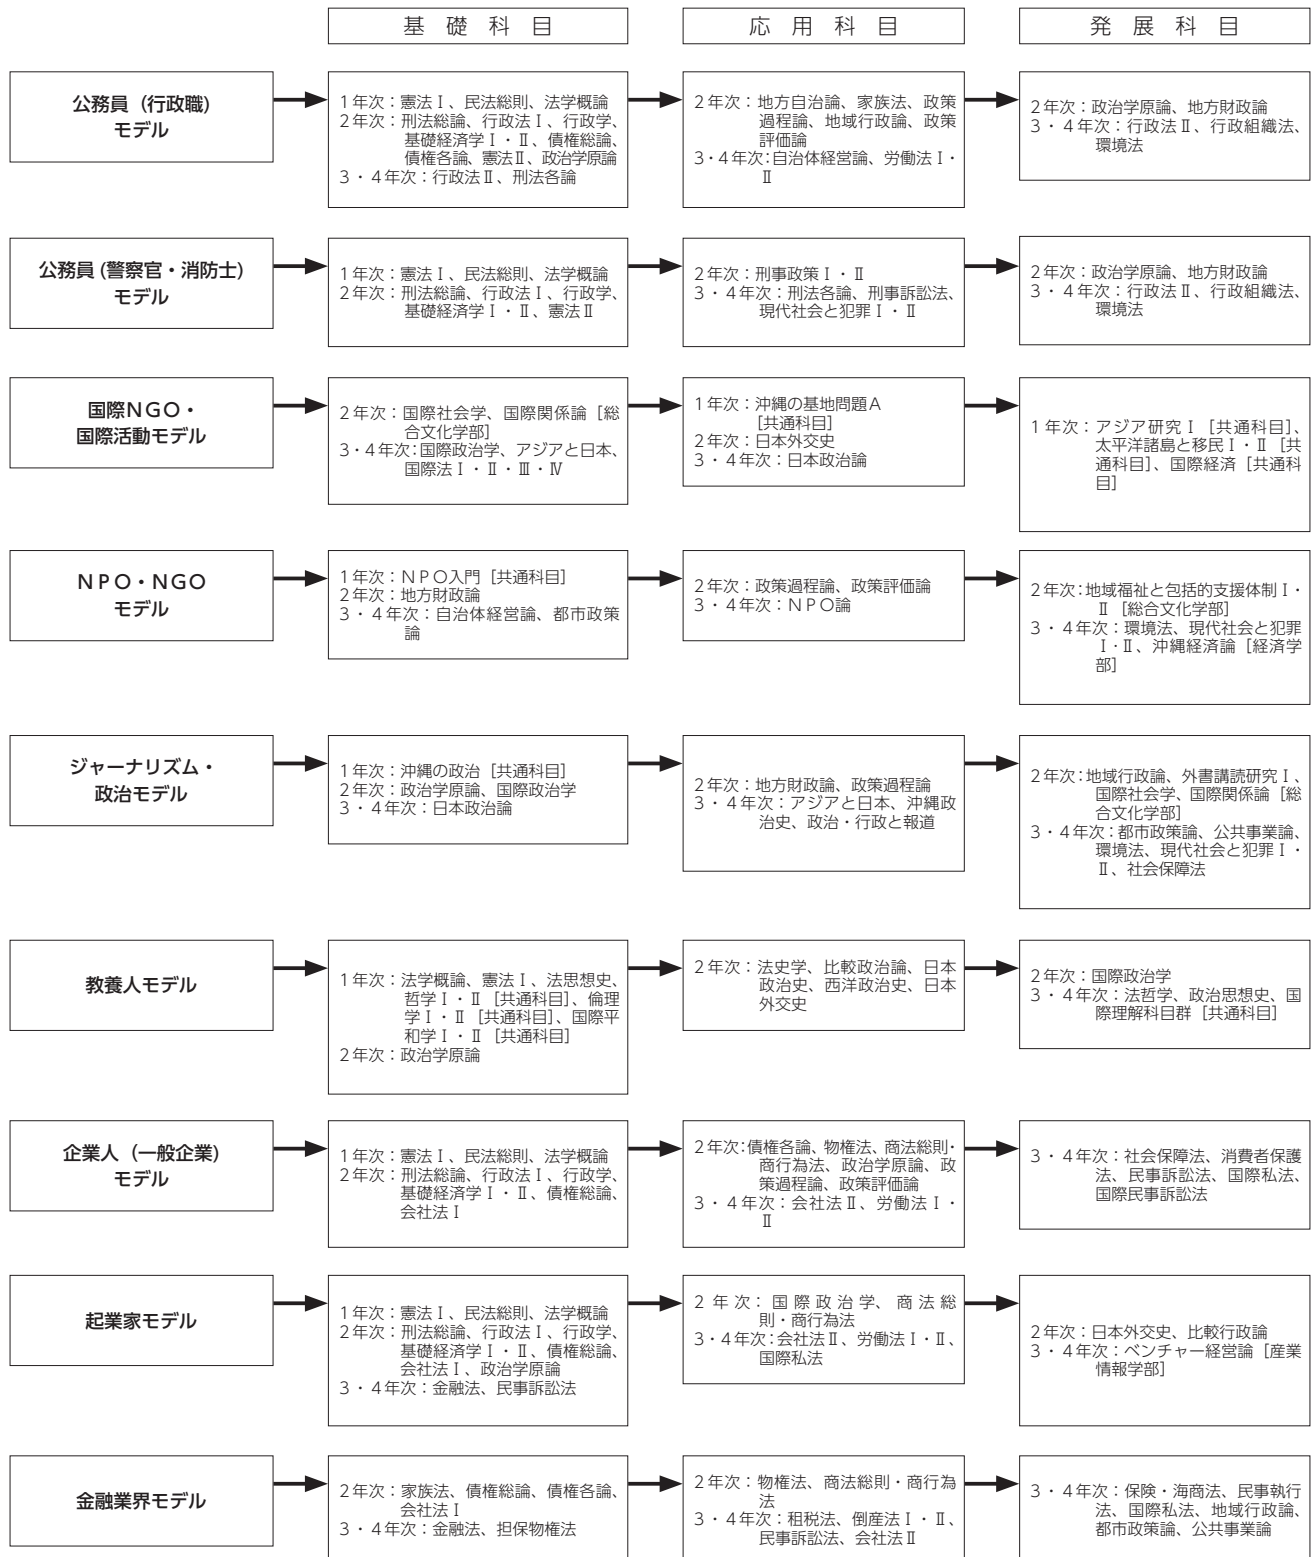 基礎科目
応用科目
発展科目
公務員（行政職）
モデル
１年次：憲法Ⅰ、民法総則、法学概論
２年次：刑法総論、行政法Ⅰ、行政学、
基礎経済学Ⅰ・Ⅱ、債権総論、
債権各論、憲法Ⅱ、政治学原論
３・４年次：行政法Ⅱ、刑法各論
２年次：地方自治論、家族法、政策
過程論、地域行政論、政策
評価論
３・４年次：自治体経営論、労働法Ⅰ・
Ⅱ
２年次：政治学原論、地方財政論
３・４年次：行政法Ⅱ、行政組織法、
環境法
公務員（警察官・消防士）
モデル
１年次：憲法Ⅰ、民法総則、法学概論
２年次：刑法総論、行政法Ⅰ、行政学、
基礎経済学Ⅰ・Ⅱ、憲法Ⅱ
２年次：刑事政策Ⅰ・Ⅱ
３・４年次：刑法各論、刑事訴訟法、
現代社会と犯罪Ⅰ・Ⅱ
２年次：政治学原論、地方財政論
３・４年次：行政法Ⅱ、行政組織法、
環境法
国際ＮＧＯ・
国際活動モデル
２年次：国際社会学、国際関係論［総
合文化学部］
３・４年次：国際政治学、アジアと日本、
国際法Ⅰ・Ⅱ・Ⅲ・Ⅳ
１年次：沖縄の基地問題Ａ
［共通科目］
２年次：日本外交史
３・４年次：日本政治論
１年次：アジア研究Ⅰ［共通科目］、
太平洋諸島と移民Ⅰ・Ⅱ［共
通科目］、国際経済［共通科
目］
ＮＰＯ・ＮＧＯ
モデル
１年次：ＮＰＯ入門［共通科目］
２年次：地方財政論
３・４年次：自治体経営論、都市政策
論
２年次：政策過程論、政策評価論
３・４年次：ＮＰＯ論
２年次：地域福祉と包括的支援体制Ⅰ・
Ⅱ［総合文化学部］
３・４年次：環境法、現代社会と犯罪
Ⅰ・Ⅱ、沖縄経済論［経済学
部］
ジャーナリズム・
政治モデル
１年次：沖縄の政治［共通科目］
２年次：政治学原論、国際政治学
３・４年次：日本政治論
２年次：地方財政論、政策過程論
３・４年次：アジアと日本、沖縄政
治史、政治・行政と報道
２年次：地域行政論、外書講読研究Ⅰ、
国際社会学、国際関係論［総
合文化学部］
３・４年次：都市政策論、公共事業論、
環境法、現代社会と犯罪Ⅰ・
Ⅱ、社会保障法
教養人モデル
１年次：法学概論、憲法Ⅰ、法思想史、
哲学Ⅰ・Ⅱ［共通科目］、倫理
学Ⅰ・Ⅱ［共通科目］、国際平
和学Ⅰ・Ⅱ［共通科目］
２年次：政治学原論
２年次：法史学、比較政治論、日本
政治史、西洋政治史、日本
外交史
２年次：国際政治学
３・４年次：法哲学、政治思想史、国
際理解科目群［共通科目］
企業人（一般企業）
モデル
１年次：憲法Ⅰ、民法総則、法学概論
２年次：刑法総論、行政法Ⅰ、行政学、
基礎経済学Ⅰ・Ⅱ、債権総論、
会社法Ⅰ
２年次：債権各論、物権法、商法総則・
商行為法、政治学原論、政
策過程論、政策評価論
３・４年次：会社法Ⅱ、労働法Ⅰ・
Ⅱ
３・４年次：社会保障法、消費者保護
法、民事訴訟法、国際私法、
国際民事訴訟法
起業家モデル
１年次：憲法Ⅰ、民法総則、法学概論
２年次：刑法総論、行政法Ⅰ、行政学、
基礎経済学Ⅰ・Ⅱ、債権総論、
会社法Ⅰ、政治学原論
３・４年次：金融法、民事訴訟法
２年次：国際政治学、商法総
則・商行為法
３・４年次：会社法Ⅱ、労働法Ⅰ・Ⅱ、
国際私法
２年次：日本外交史、比較行政論
３・４年次：ベンチャー経営論［産業
情報学部］
金融業界モデル
２年次：家族法、債権総論、債権各論、
会社法Ⅰ
３・４年次：金融法、担保物権法
２年次：物権法、商法総則・商行為
法
３・４年次：租税法、倒産法Ⅰ・Ⅱ、
民事訴訟法、会社法Ⅱ
３・４年次：保険・海商法、民事執行
法、国際私法、地域行政論、
都市政策論、公共事業論